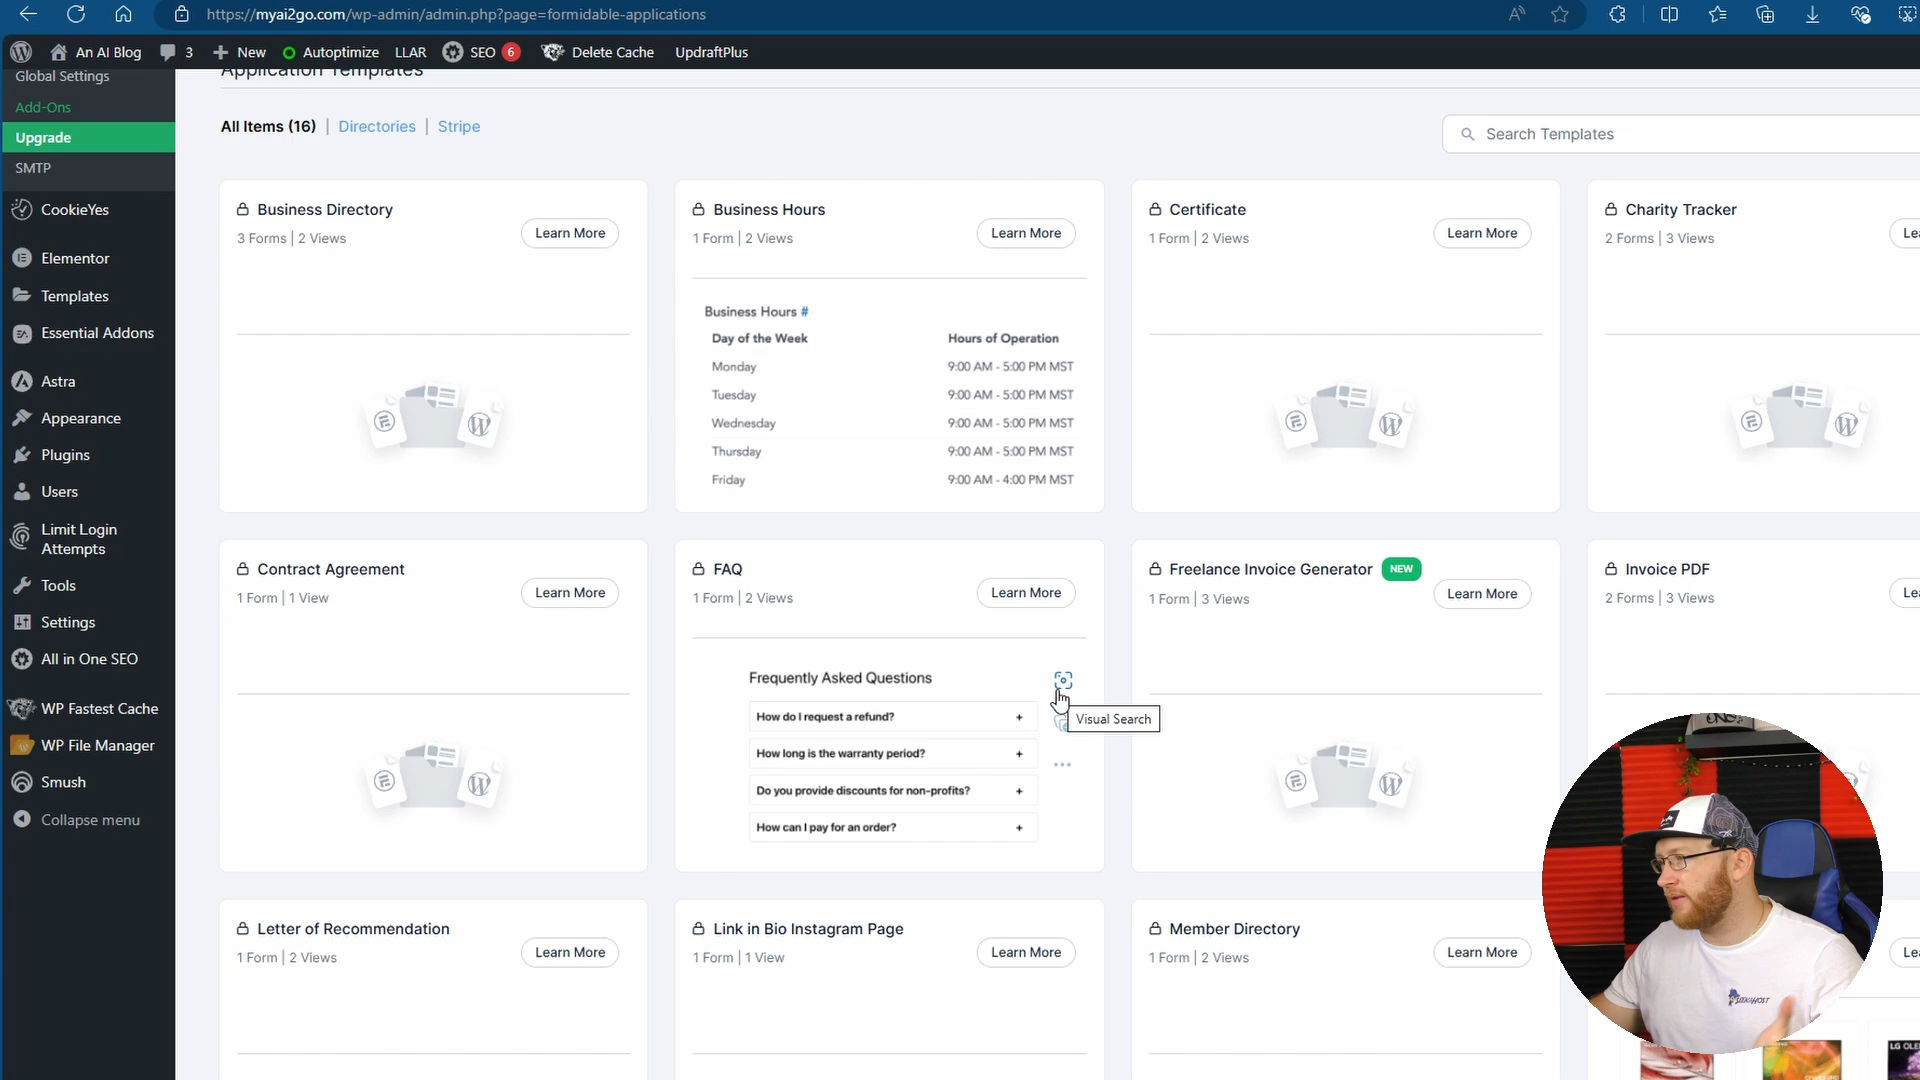 https://myai2go.com/wp-admin/admin.php?page=formidable-applications
An AI Blog 3 New Autoptimize LLAR SEO 6 Delete Cache UpdraftPlus
Global Settings
Add-Ons
Upgrade
SMTP
CookieYes
Elementor
Templates
Essential Addons
Astra
Appearance
Plugins
Users
Limit Login
Attempts
Tools
Settings
All in One SEO
WP Fastest Cache
WP File Manager
Smush
Collapse menu
Application Templates
All Items (16) | Directories | Stripe
Search Templates
Business Directory
3 Forms | 2 Views
Learn More
Business Hours
1 Form | 2 Views
Learn More
Business Hours #
Day of the Week Hours of Operation
Monday 9:00 AM - 5:00 PM MST
Tuesday 9:00 AM - 5:00 PM MST
Wednesday 9:00 AM - 5:00 PM MST
Thursday 9:00 AM - 5:00 PM MST
Friday 9:00 AM - 4:00 PM MST
Certificate
1 Form | 2 Views
Learn More
Charity Tracker
2 Forms | 3 Views
Lea
Contract Agreement
1 Form | 1 View
Learn More
FAQ
1 Form | 2 Views
Learn More
Frequently Asked Questions
How do I request a refund? +
How long is the warranty period? +
Do you provide discounts for non-profits? +
How can I pay for an order? +
Visual Search
Freelance Invoice Generator NEW
1 Form | 3 Views
Learn More
Invoice PDF
2 Forms | 3 Views
Lea
Letter of Recommendation
1 Form | 2 Views
Learn More
Link in Bio Instagram Page
1 Form | 1 View
Learn More
Member Directory
1 Form | 2 Views
Learn More
Lea
LG OLE